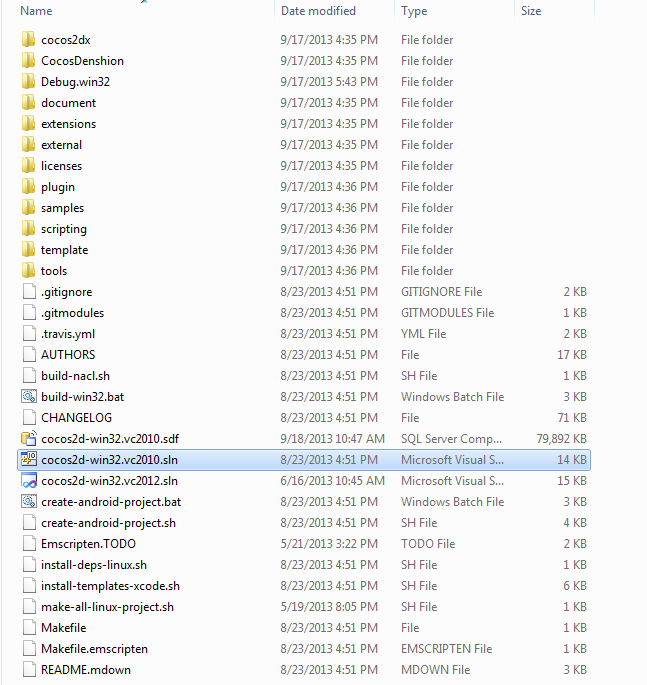 Name Date modified Type Size
cocos2dx 9/17/2013 4:35 PM File folder
CocosDenshion 9/17/2013 4:35 PM File folder
Debug.win32 9/17/2013 5:43 PM File folder
document 9/17/2013 4:35 PM File folder
extensions 9/17/2013 4:35 PM File folder
external 9/17/2013 4:35 PM File folder
licenses 9/17/2013 4:35 PM File folder
plugin 9/17/2013 4:36 PM File folder
samples 9/17/2013 4:36 PM File folder
scripting 9/17/2013 4:36 PM File folder
template 9/17/2013 4:36 PM File folder
tools 9/17/2013 4:36 PM File folder
.gitignore 8/23/2013 4:51 PM GITIGNORE File 2 KB
.gitmodules 8/23/2013 4:51 PM GITMODULES File 1 KB
.travis.yml 8/23/2013 4:51 PM YML File 2 KB
AUTHORS 8/23/2013 4:51 PM File 17 KB
build-nacl.sh 8/23/2013 4:51 PM SH File 1 KB
build-win32.bat 8/23/2013 4:51 PM Windows Batch File 3 KB
CHANGELOG 8/23/2013 4:51 PM File 71 KB
cocos2d-win32.vc2010.sdf 9/18/2013 10:47 AM SQL Server Comp... 79,892 KB
cocos2d-win32.vc2010.sln 8/23/2013 4:51 PM Microsoft Visual S... 14 KB
cocos2d-win32.vc2012.sln 6/16/2013 10:45 AM Microsoft Visual S... 15 KB
create-android-project.bat 8/23/2013 4:51 PM Windows Batch File 3 KB
create-android-project.sh 8/23/2013 4:51 PM SH File 4 KB
Emscripten.TODO 5/21/2013 3:22 PM TODO File 2 KB
install-deps-linux.sh 8/23/2013 4:51 PM SH File 1 KB
install-templates-xcode.sh 8/23/2013 4:51 PM SH File 6 KB
make-all-linux-project.sh 5/19/2013 8:05 PM SH File 1 KB
Makefile 8/23/2013 4:51 PM File 1 KB
Makefile.emscripten 8/23/2013 4:51 PM EMSCRIPTEN File 1 KB
README.mdown 8/23/2013 4:51 PM MDOWN File 3 KB